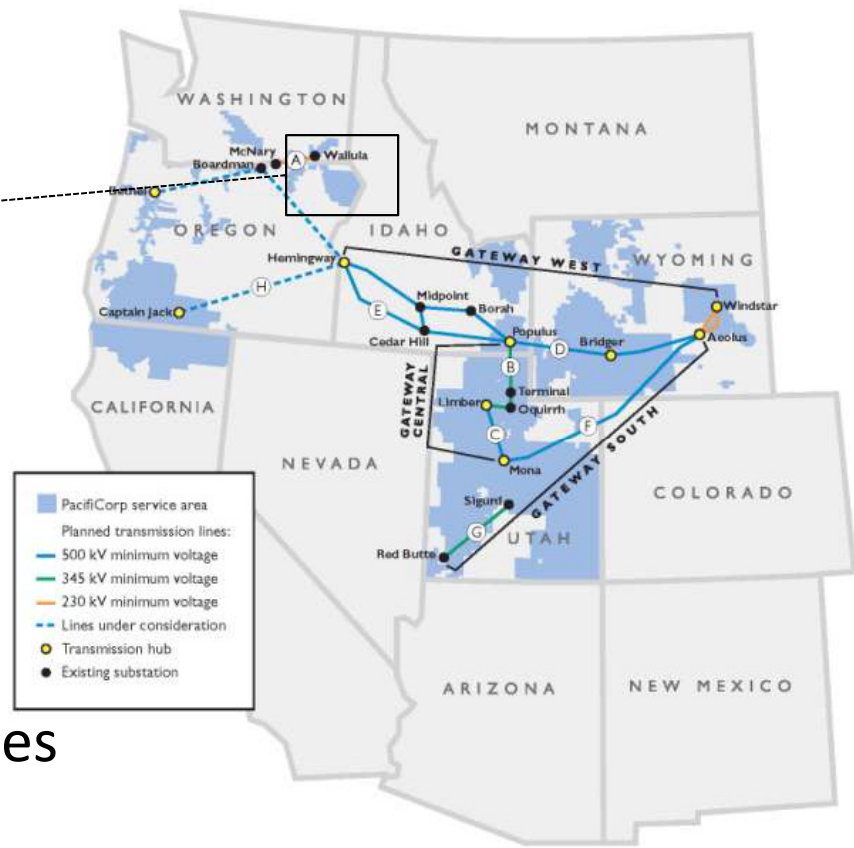 WASHINGTON
MONTANA
McNary
A
Wallula
Boardman
Bethel
OREGON
IDAHO
GATEWAY WEST
WYOMING
Hemingway
H
Windstar
Midpoint
Borah
E
Captain Jack
Cedar Hill
Populus
D
Bridger
Aeolus
B
GATEWAY CENTRAL
Terminal
Limber
Oquirrh
CALIFORNIA
C
F
GATEWAY SOUTH
NEVADA
Mona
COLORADO
Sigurd
G
UTAH
Red Butte
PacifiCorp service area
Planned transmission lines:
500 kV minimum voltage
345 kV minimum voltage
230 kV minimum voltage
Lines under consideration
Transmission hub
Existing substation
ARIZONA
NEW MEXICO
es